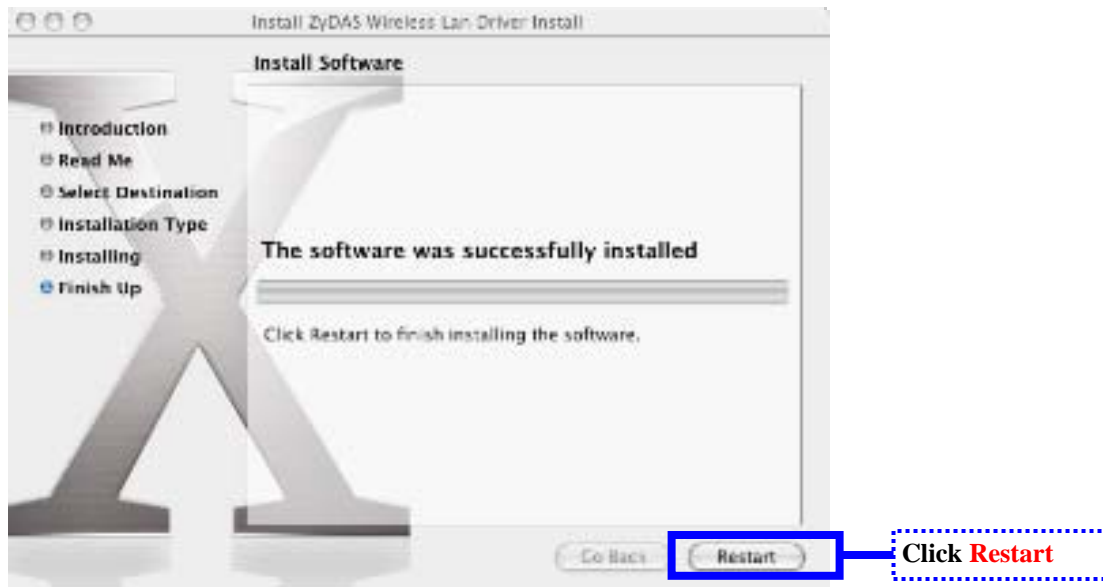 Install ZyDAS Wireless Lan Driver Install
Install Software
Introduction
Read Me
Select Destination
Installation Type
Installing
Finish Up
The software was successfully installed
Click Restart to finish installing the software.
Go Back
Restart
Click Restart